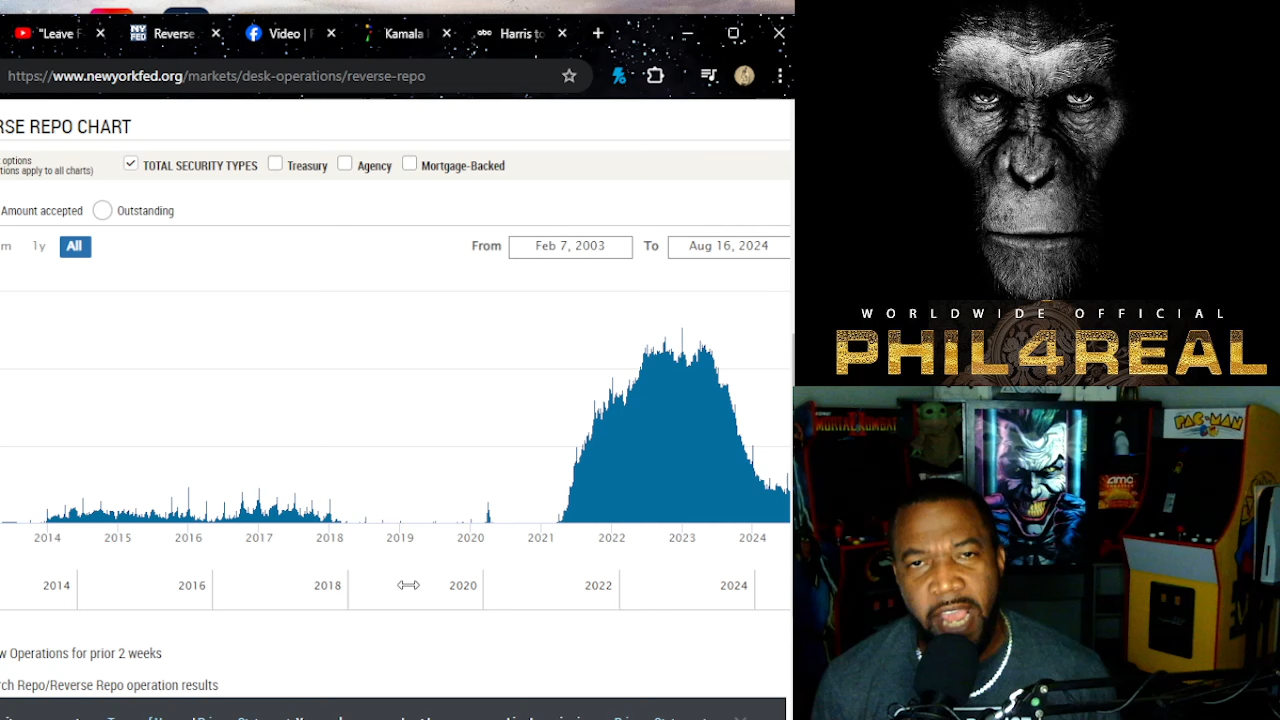 "Leave F
NY FED
Reverse
Video | F
Kamala
abc
Harris to
https://www.newyorkfed.org/markets/desk-operations/reverse-repo
RSE REPO CHART
options
tions apply to all charts)
TOTAL SECURITY TYPES
Treasury
Agency
Mortgage-Backed
Amount accepted
Outstanding
m
1y
All
From
Feb 7, 2003
To
Aug 16, 2024
2014 2015 2016 2017 2018 2019 2020 2021 2022 2023 2024
2014 2016 2018 2020 2022 2024
w Operations for prior 2 weeks
rch Repo/Reverse Repo operation results
WORLDWIDE OFFICIAL
PHIL4REAL
MORTAL KOMBAT
PAC-MAN
amc